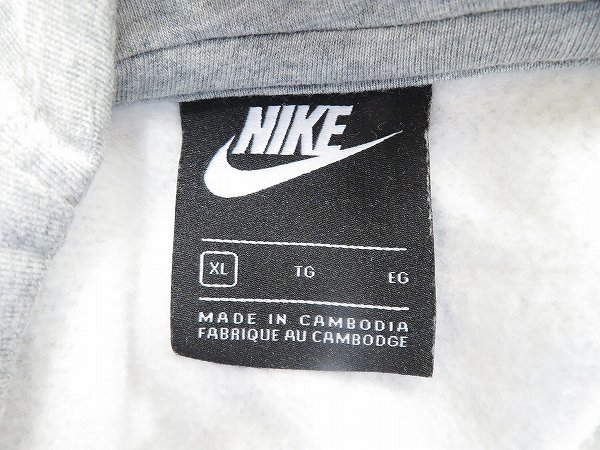 NIKE
XL TG EG
MADE IN CAMBODIA
FABRIQUE AU CAMBODGE